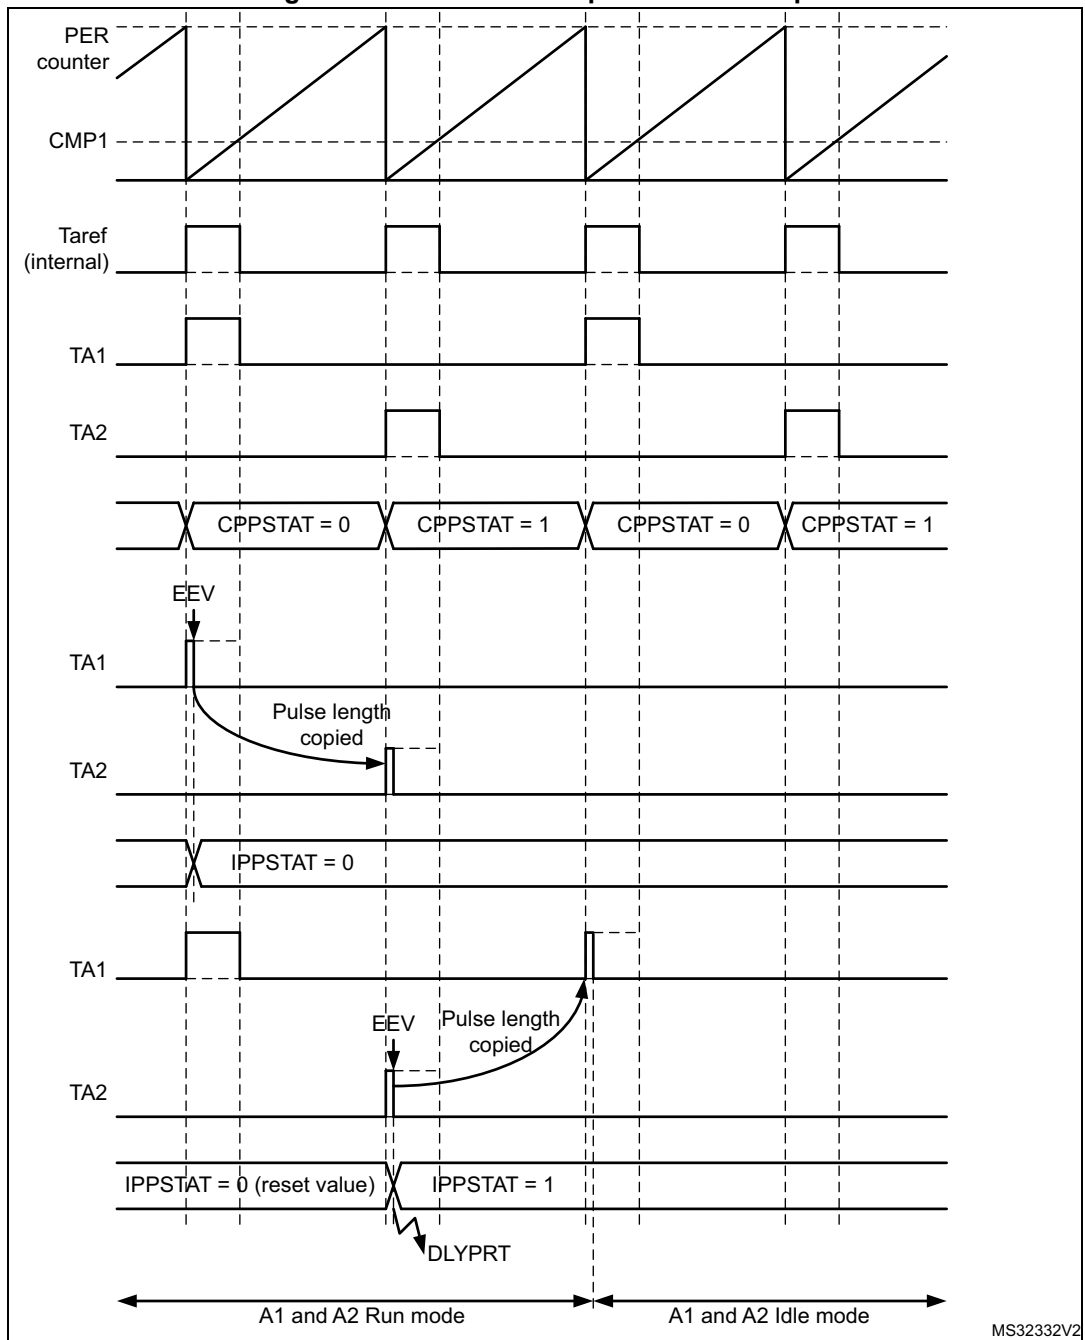 PER
counter
CMP1
Taref
(internal)
TA1
TA2
CPPSTAT = 0
CPPSTAT = 1
CPPSTAT = 0
CPPSTAT = 1
EEV
TA1
Pulse length
copied
TA2
IPPSTAT = 0
TA1
EEV
Pulse length
copied
TA2
IPPSTAT = 0 (reset value)
IPPSTAT = 1
DLYPRT
A1 and A2 Run mode
A1 and A2 Idle mode
MS32332V2